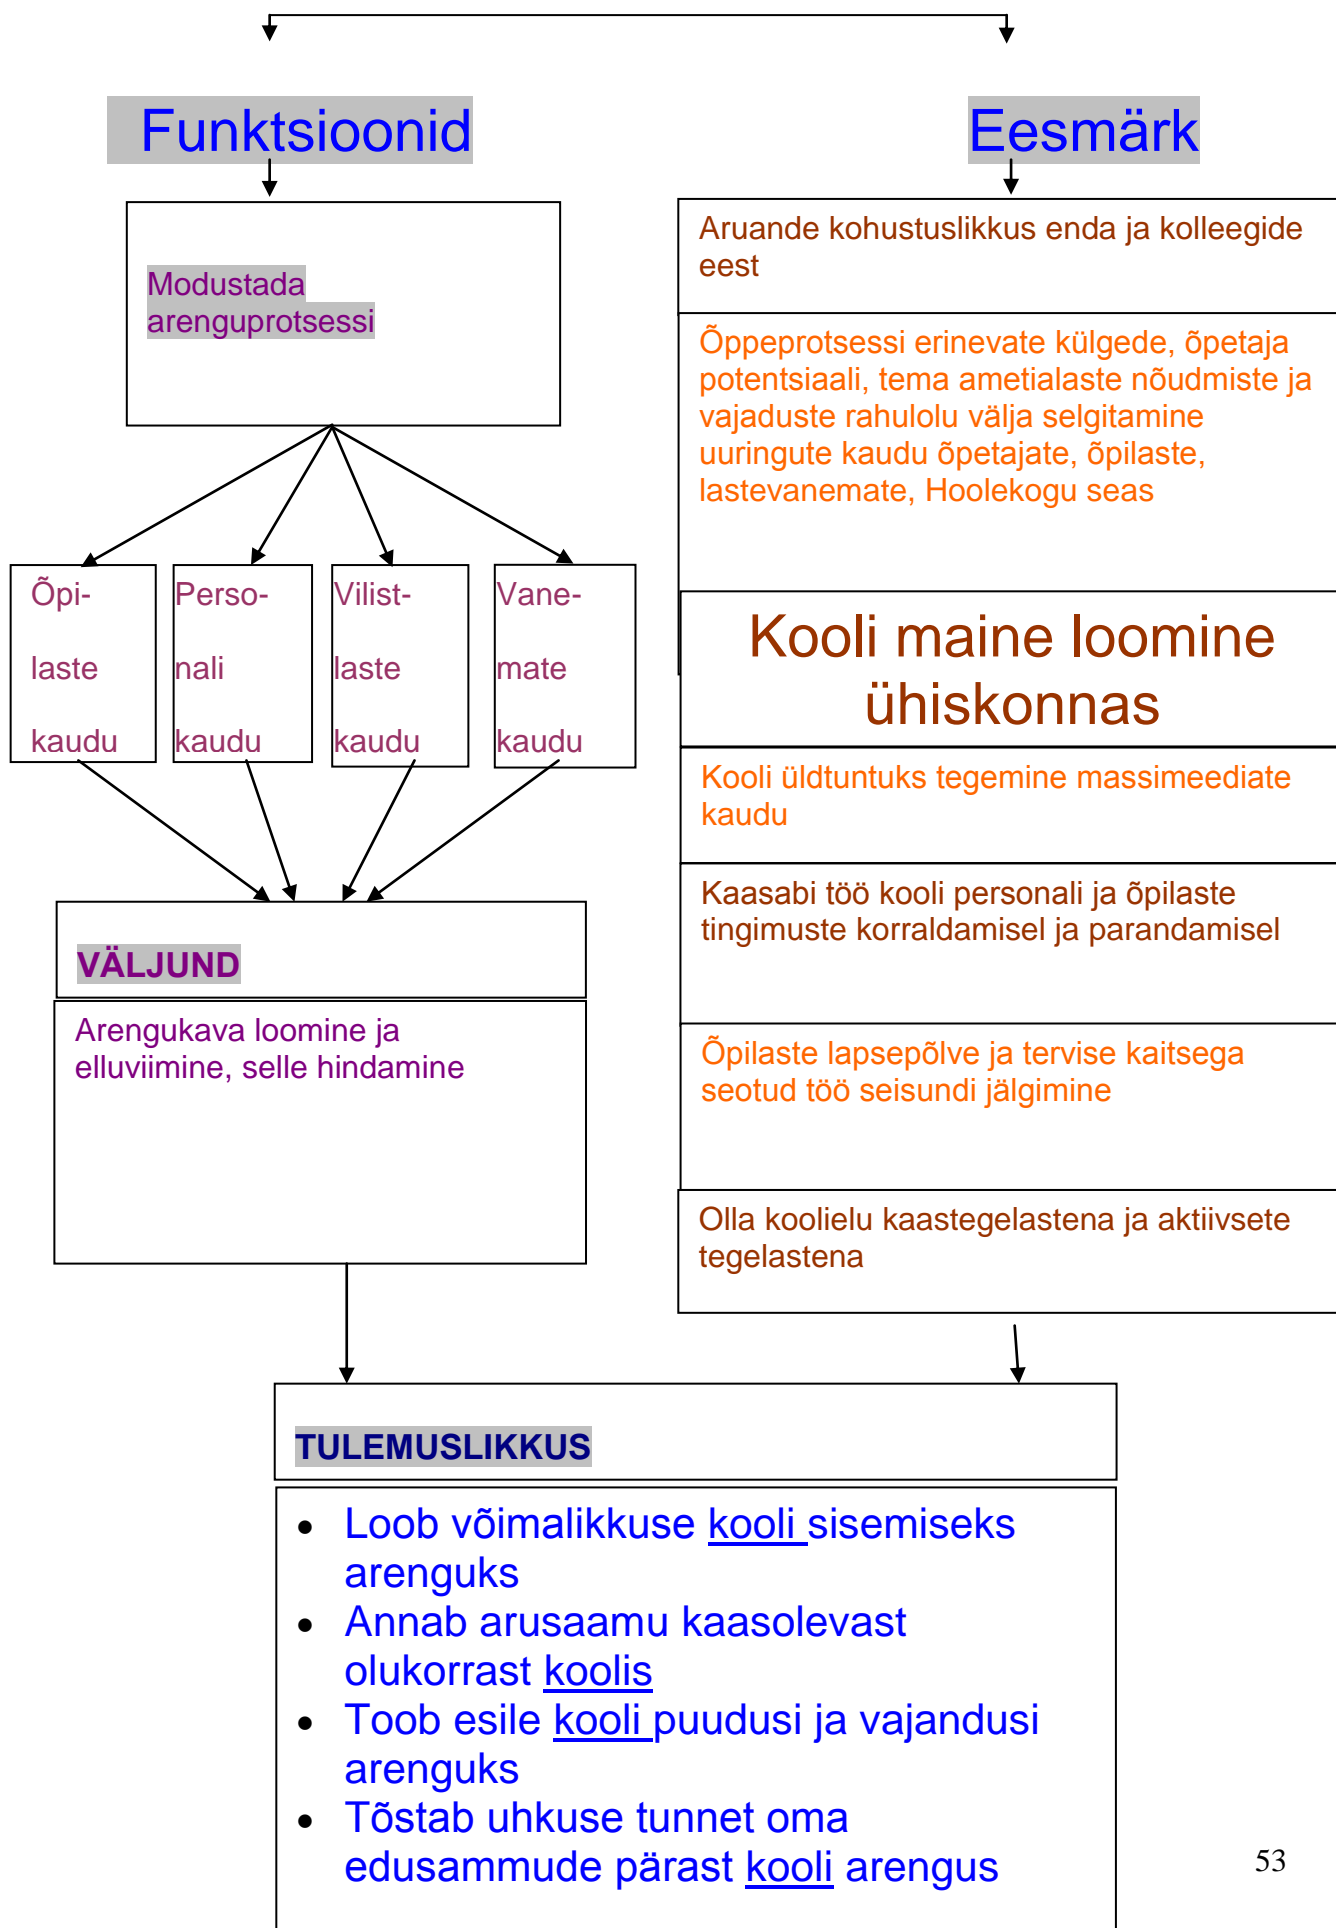 Funktsioonid
Eesmärk
Modustada
arenguprotsessi
Õpi-
laste
kaudu
Perso-
nali
kaudu
Vilist-
laste
kaudu
Vane-
mate
kaudu
VÄLJUND
Arengukava loomine ja
elluviimine, selle hindamine
Aruande kohustuslikkus enda ja kolleegide
eest
Õppeprotsessi erinevate külgede, õpetaja
potentsiaali, tema ametialaste nõudmiste ja
vajaduste rahulolu välja selgitamine
uuringute kaudu õpetajate, õpilaste,
lastevanemate, Hoolekogu seas
Kooli maine loomine
ühiskonnas
Kooli üldtuntuks tegemine massimeediate
kaudu
Kaasabi töö kooli personali ja õpilaste
tingimuste korraldamisel ja parandamisel
Õpilaste lapsepõlve ja tervise kaitsega
seotud töö seisundi jälgimine
Olla koolielu kaastegelastena ja aktiivsete
tegelastena
TULEMUSLIKKUS
• Loob võimalikkuse kooli sisemiseks
arenguks
• Annab arusaamu kaasolevast
olukorrast koolis
• Toob esile kooli puudusi ja vajandusi
arenguks
• Tõstab uhkuse tunnet oma
edusammude pärast kooli arengus
53